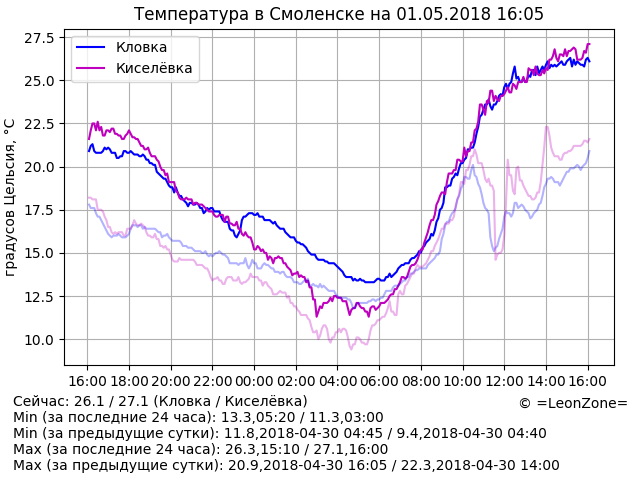 Температура в Смоленске на 01.05.2018 16:05
27.5
25.0
22.5
20.0
17.5
15.0
12.5
10.0
градусов Цельсия, °C
Кловка
Киселёвка
16:00 18:00 20:00 22:00 00:00 02:00 04:00 06:00 08:00 10:00 12:00 14:00 16:00
Сейчас: 26.1 / 27.1 (Кловка / Киселёвка)
© =LeonZone=
Min (за последние 24 часа): 13.3,05:20 / 11.3,03:00
Min (за предыдущие сутки): 11.8,2018-04-30 04:45 / 9.4,2018-04-30 04:40
Max (за последние 24 часа): 26.3,15:10 / 27.1,16:00
Max (за предыдущие сутки): 20.9,2018-04-30 16:05 / 22.3,2018-04-30 14:00